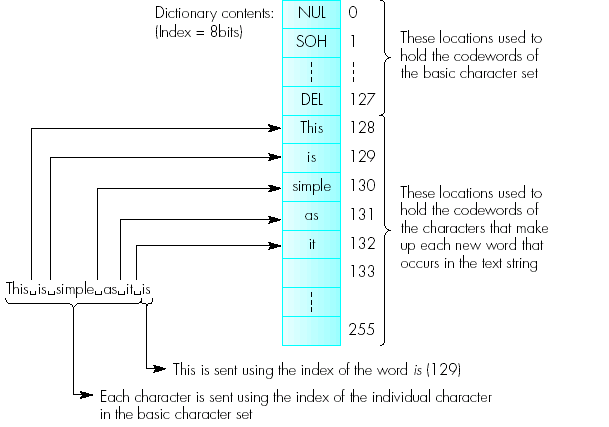 Dictionary contents:
(Index = 8bits)
NUL 0
SOH 1
DEL 127
This 128
is 129
simple 130
as 131
it 132
133
255
These locations used to
hold the codewords of
the basic character set
These locations used to
hold the codewords of
the characters that make
up each new word that
occurs in the text string
This␣is␣simple␣as␣it␣is
This is sent using the index of the word is (129)
Each character is sent using the index of the individual character
in the basic character set